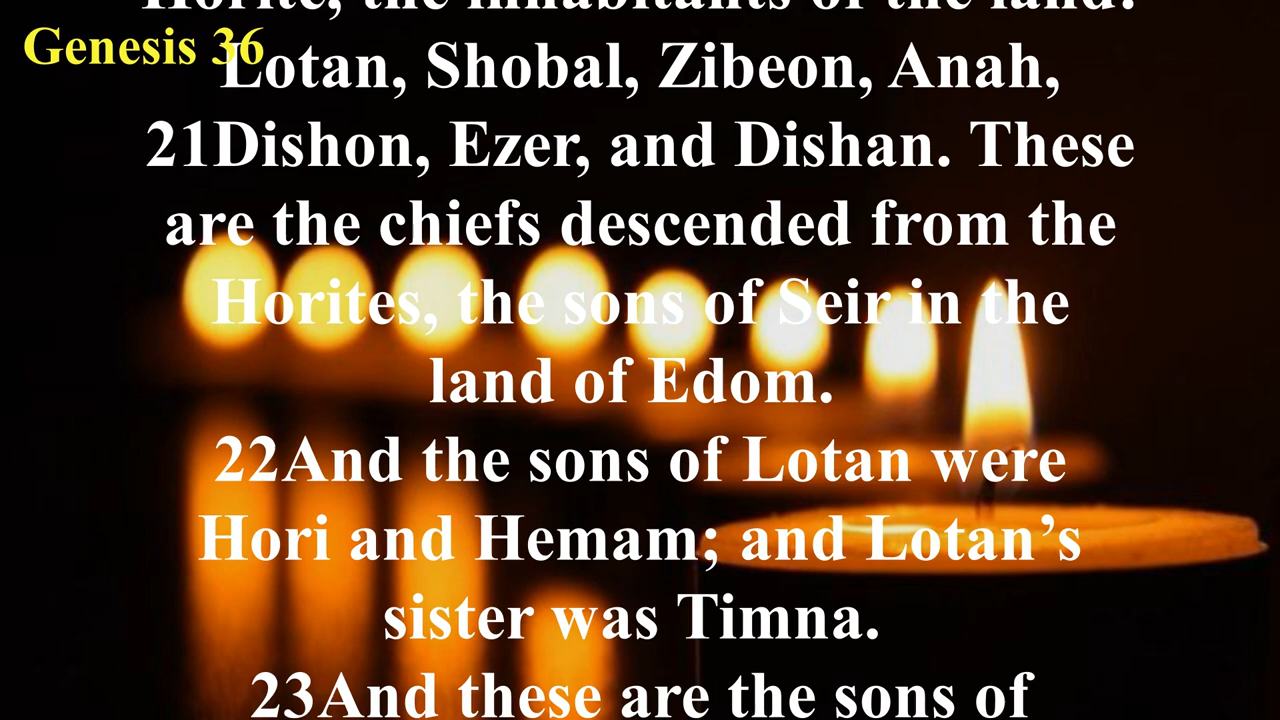 Horite, the inhabitants of the land:
Genesis 36
Lotan, Shobal, Zibeon, Anah,
21Dishon, Ezer, and Dishan. These
are the chiefs descended from the
Horites, the sons of Seir in the
land of Edom.
22And the sons of Lotan were
Hori and Hemam; and Lotan’s
sister was Timna.
23And these are the sons of